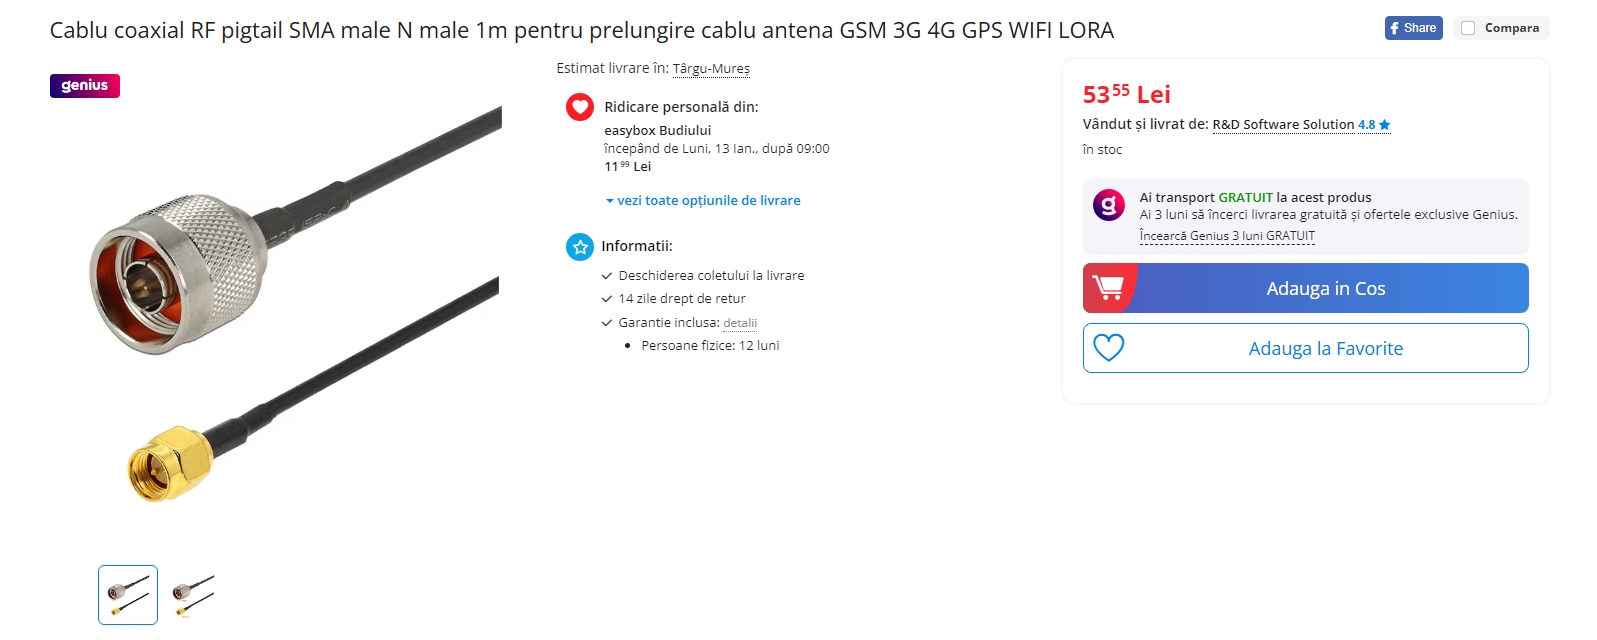 Cablu coaxial RF pigtail SMA male N male 1m pentru prelungire cablu antena GSM 3G 4G GPS WIFI LORA
Share
Compara
genius
Estimat livrare în: Târgu-Mureș
Ridicare personală din:
easybox Budiului
începând de Luni, 13 Ian., după 09:00
11⁹⁹ Lei
vezi toate opțiunile de livrare
Informatii:
Deschiderea coletului la livrare
14 zile drept de retur
Garantie inclusa: detalii
Persoane fizice: 12 luni
53⁵⁵ Lei
Vândut și livrat de: R&D Software Solution 4.8
în stoc
Ai transport GRATUIT la acest produs
Ai 3 luni să încerci livrarea gratuită și ofertele exclusive Genius.
Încearcă Genius 3 luni GRATUIT
Adauga in Cos
Adauga la Favorite